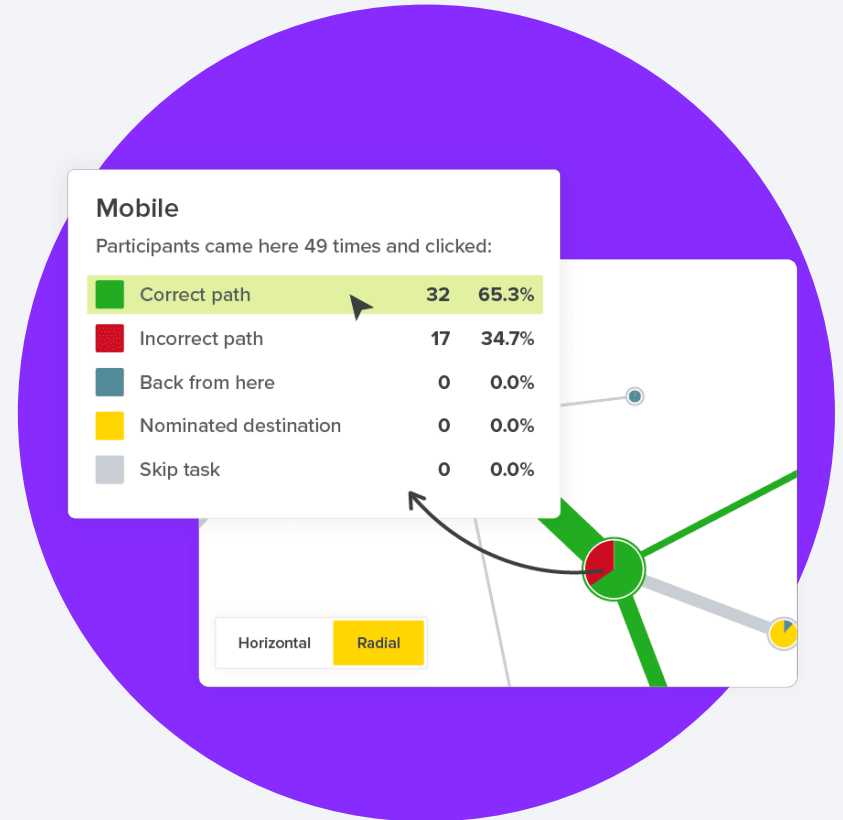 Mobile
Participants came here 49 times and clicked:
Correct path 32 65.3%
Incorrect path 17 34.7%
Back from here 0 0.0%
Nominated destination 0 0.0%
Skip task 0 0.0%
Horizontal Radial